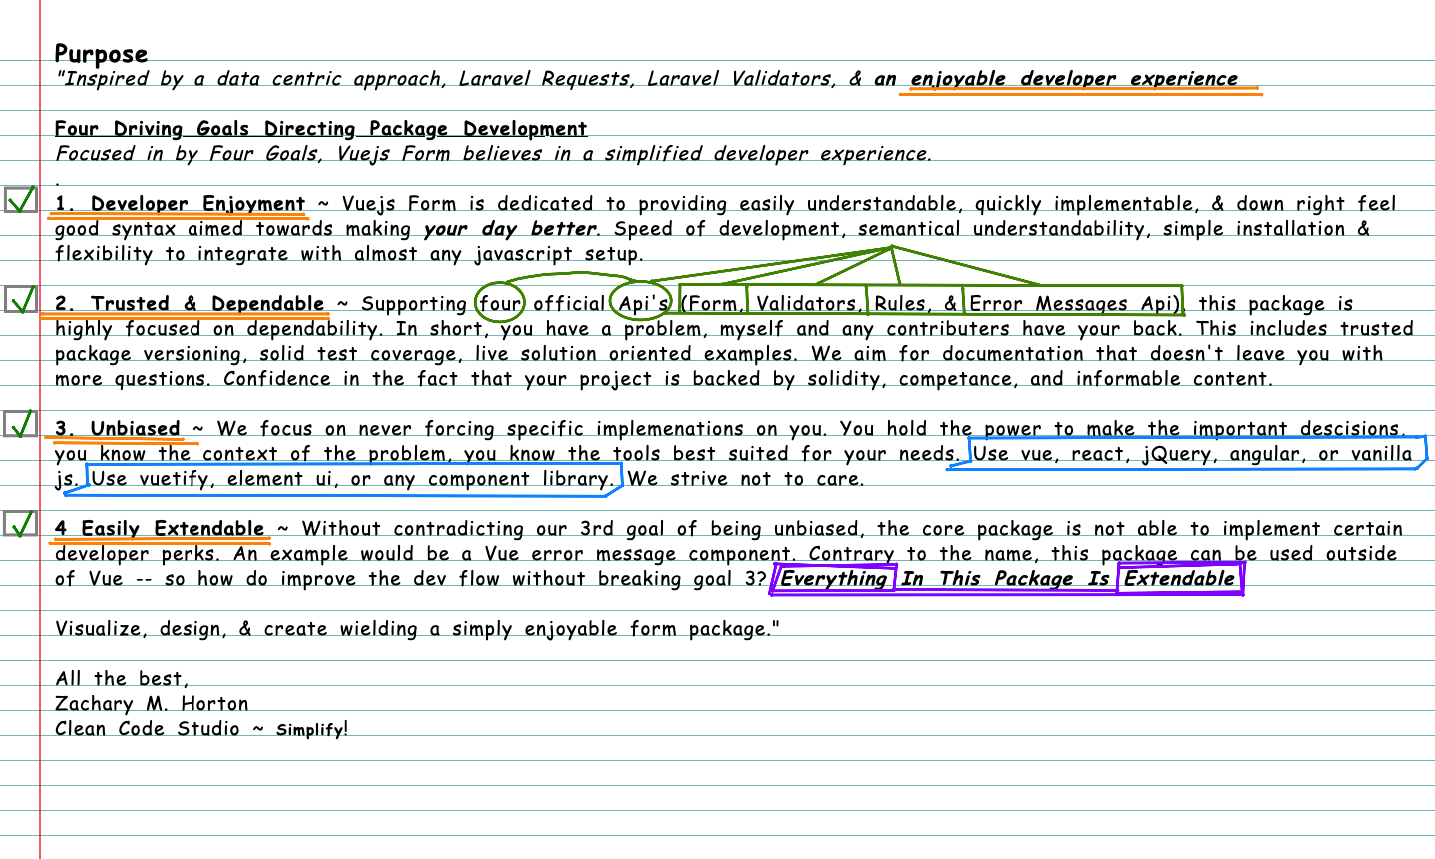 Purpose
"Inspired by a data centric approach, Laravel Requests, Laravel Validators, & an enjoyable developer experience
Four Driving Goals Directing Package Development
Focused in by Four Goals, Vuejs Form believes in a simplified developer experience.
.
1. Developer Enjoyment ~ Vuejs Form is dedicated to providing easily understandable, quickly implementable, & down right feel
good syntax aimed towards making your day better. Speed of development, semantical understandability, simple installation &
flexibility to integrate with almost any javascript setup.
2. Trusted & Dependable ~ Supporting four official Api's (Form, Validators, Rules, & Error Messages Api) this package is
highly focused on dependability. In short, you have a problem, myself and any contributers have your back. This includes trusted
package versioning, solid test coverage, live solution oriented examples. We aim for documentation that doesn't leave you with
more questions. Confidence in the fact that your project is backed by solidity, competance, and informable content.
3. Unbiased ~ We focus on never forcing specific implemenations on you. You hold the power to make the important descisions,
you know the context of the problem, you know the tools best suited for your needs. Use vue, react, jQuery, angular, or vanilla
js. Use vuetify, element ui, or any component library. We strive not to care.
4 Easily Extendable ~ Without contradicting our 3rd goal of being unbiased, the core package is not able to implement certain
developer perks. An example would be a Vue error message component. Contrary to the name, this package can be used outside
of Vue -- so how do improve the dev flow without breaking goal 3? Everything In This Package Is Extendable
Visualize, design, & create wielding a simply enjoyable form package."
All the best,
Zachary M. Horton
Clean Code Studio ~ Simplify!